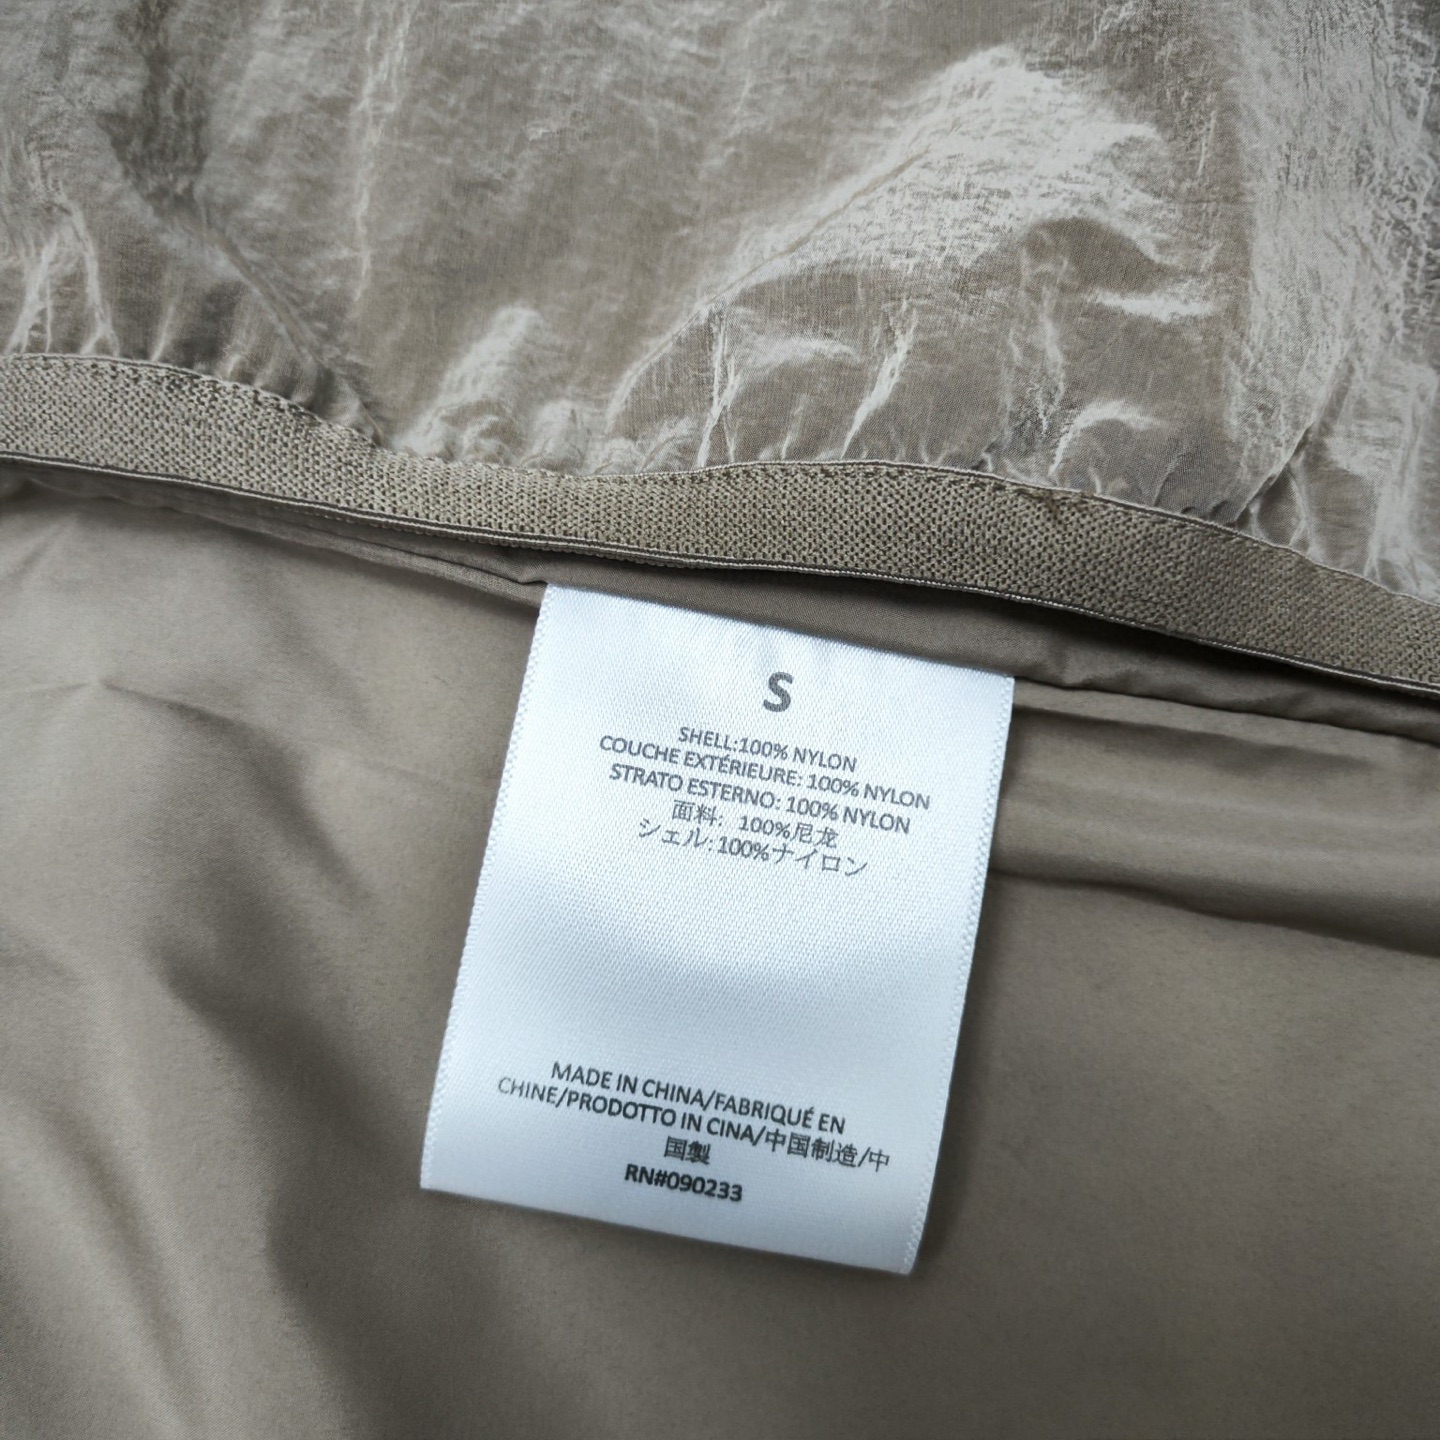 S
SHELL:100% NYLON
COUCHE EXTÉRIEURE: 100% NYLON
STRATO ESTERNO: 100% NYLON
面料: 100%尼龙
シェル:100%ナイロン
MADE IN CHINA/FABRIQUÉ EN
CHINE/PRODOTTO IN CINA/中国制造/中
国製
RN#090233